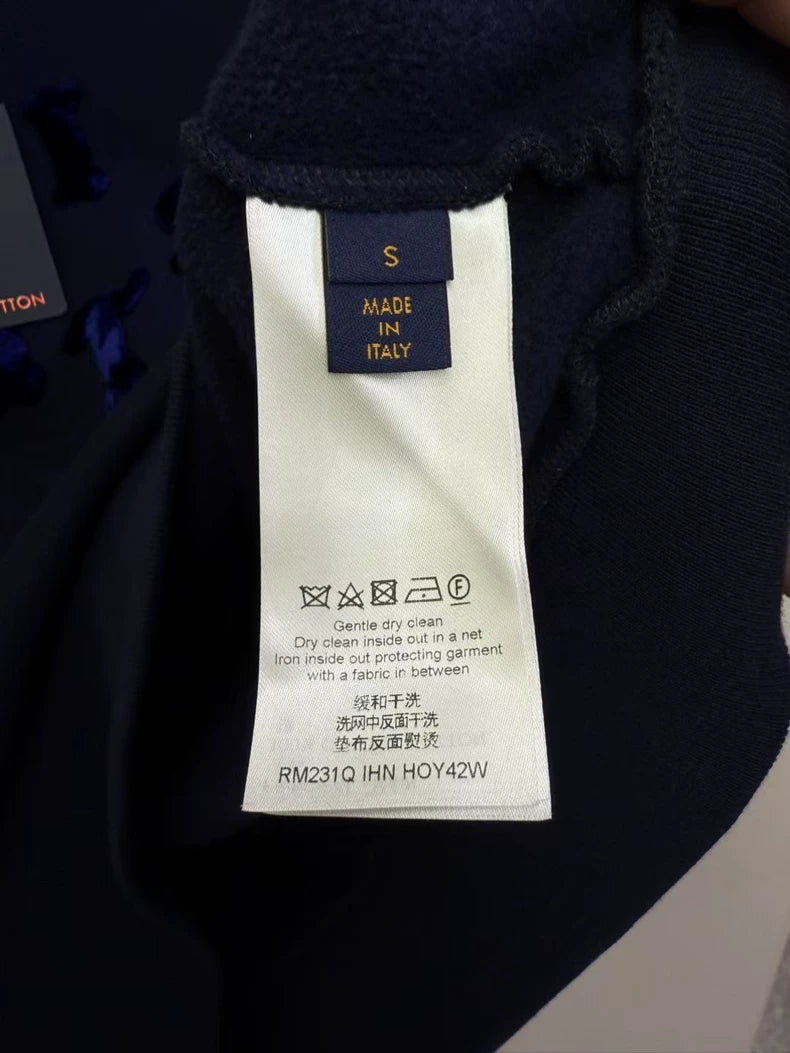 TTON
S
MADE
IN
ITALY
F
Gentle dry clean
Dry clean inside out in a net
Iron inside out protecting garment
with a fabric in between
缓和干洗
洗网中反面干洗
垫布反面熨烫
RM231Q IHN HOY42W